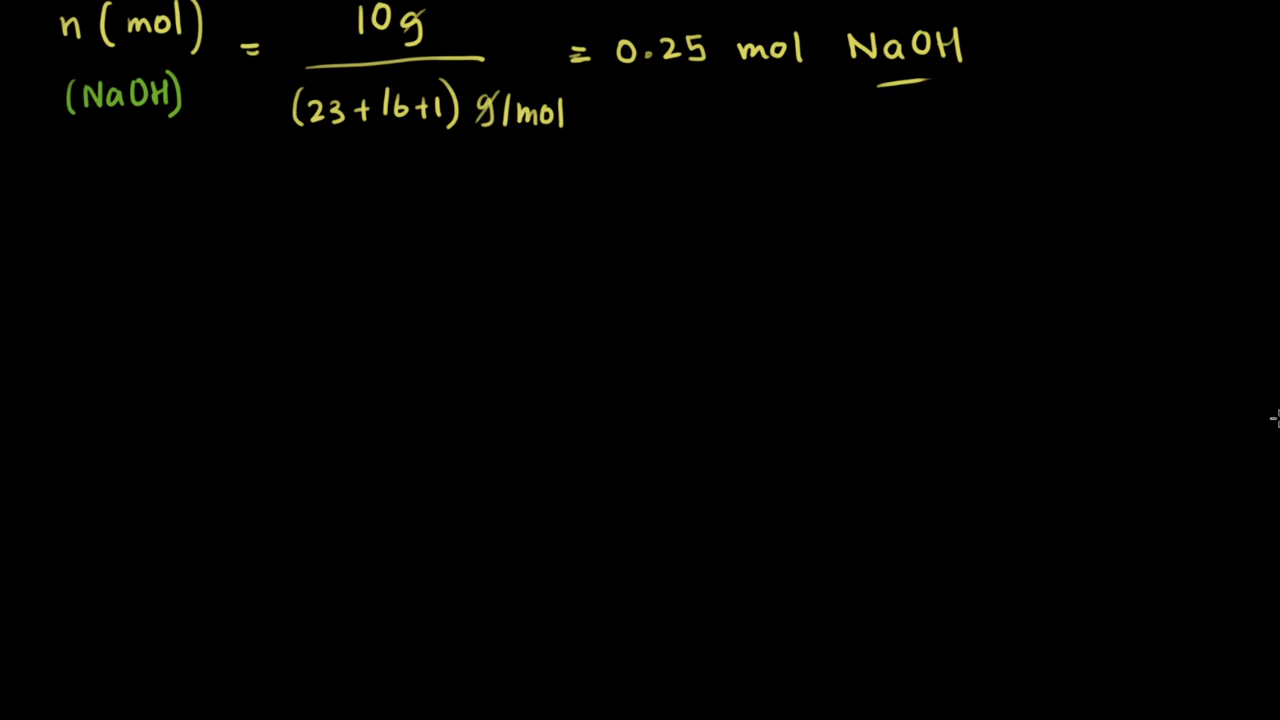 n (mol) = 10g = 0.25 mol NaOH
(NaOH) (23 + 16 + 1) g/mol